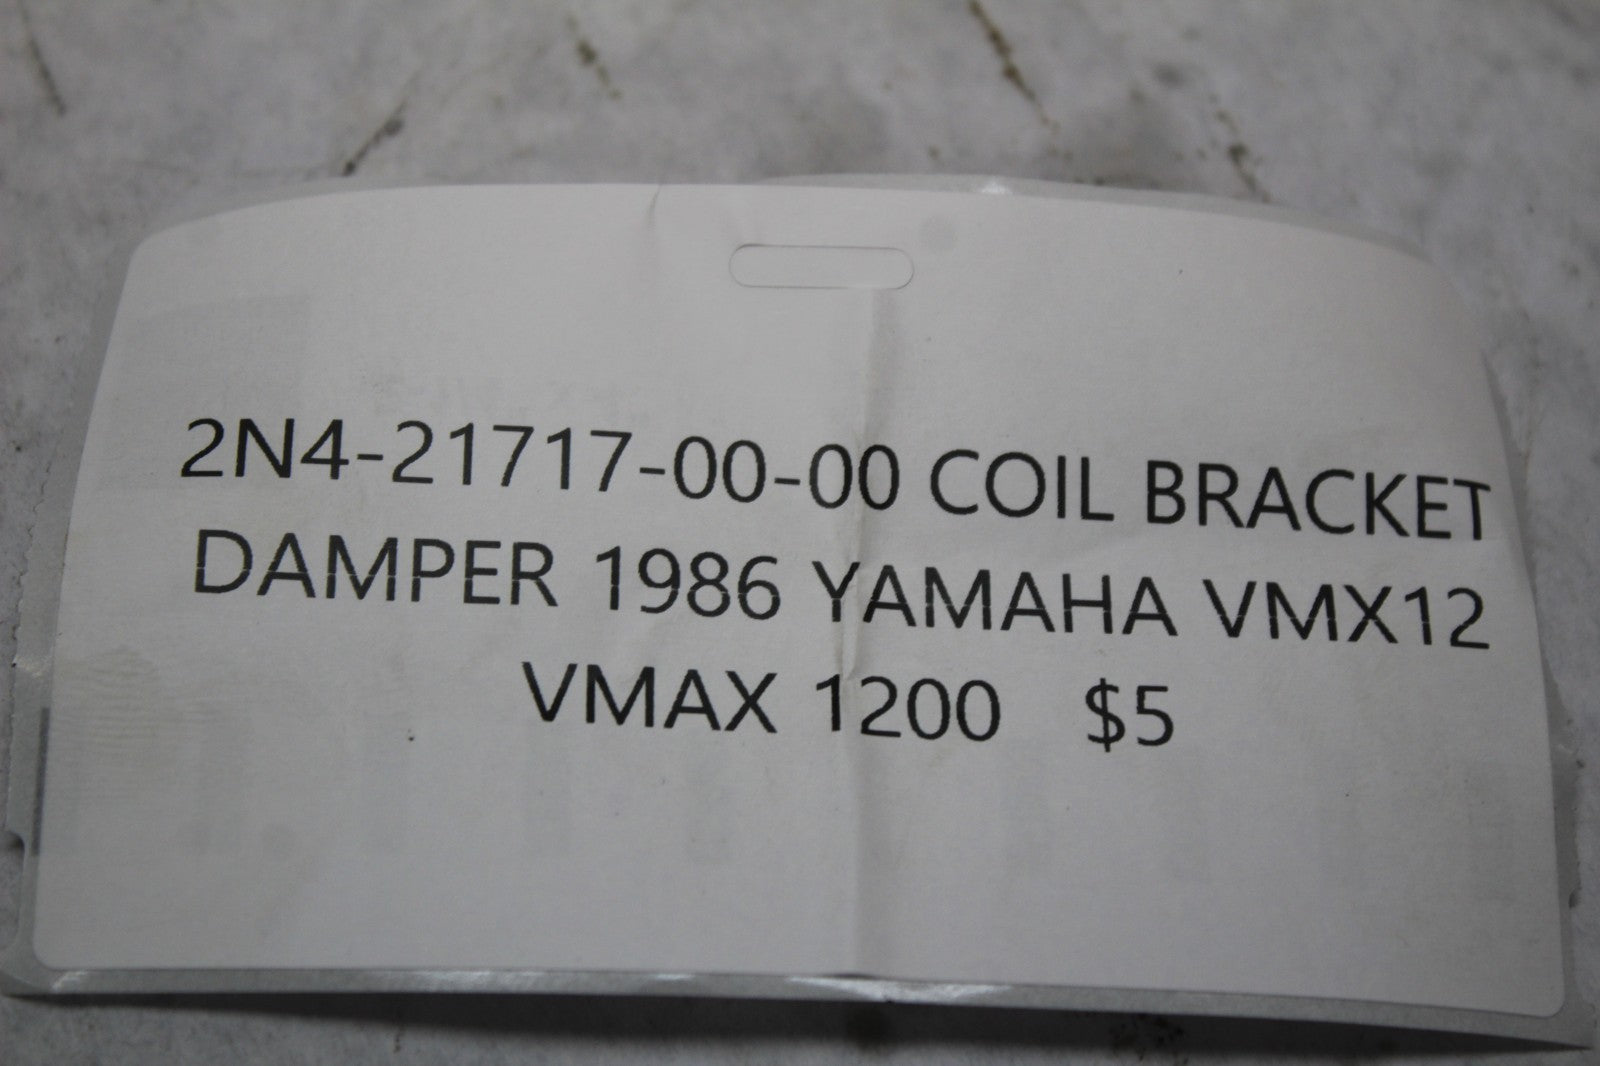 2N4-21717-00-00 COIL BRACKET
DAMPER 1986 YAMAHA VMX12
VMAX 1200 $5